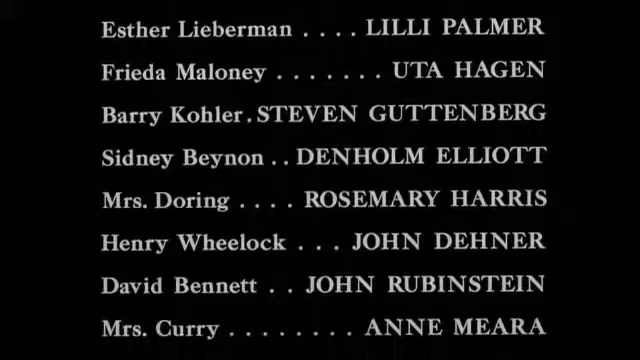 Esther Lieberman . . . . LILLI PALMER
Frieda Maloney . . . . . . . UTA HAGEN
Barry Kohler . STEVEN GUTTENBERG
Sidney Beynon . . DENHOLM ELLIOTT
Mrs. Doring . . . . ROSEMARY HARRIS
Henry Wheelock . . . JOHN DEHNER
David Bennett . . JOHN RUBINSTEIN
Mrs. Curry . . . . . . . . ANNE MEARA